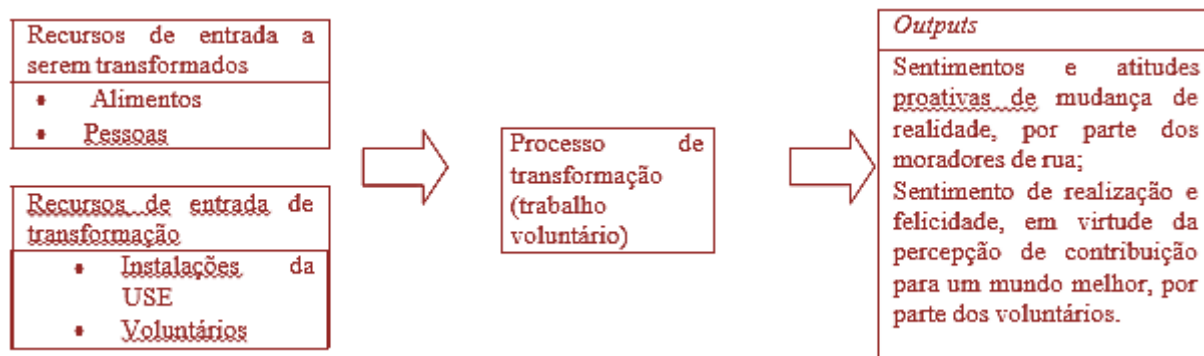 Recursos de entrada a
serem transformados
• Alimentos
• Pessoas
Recursos de entrada de
transformação
• Instalações da
USE
• Voluntários
Processo de
transformação
(trabalho
voluntário)
Outputs
Sentimentos e atitudes
proativas de mudança de
realidade, por parte dos
moradores de rua;
Sentimento de realização e
felicidade, em virtude da
percepção de contribuição
para um mundo melhor, por
parte dos voluntários.